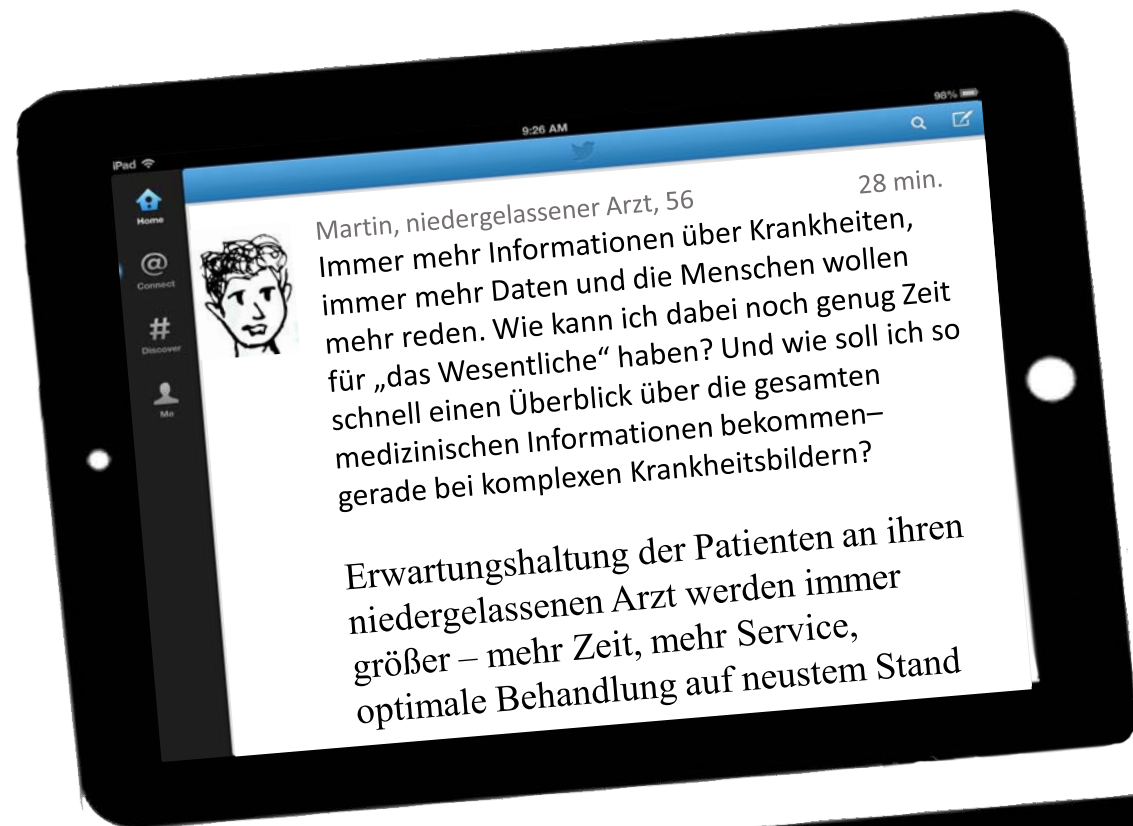 98%
9:26 AM
iPad
Home
Martin, niedergelassener Arzt, 56
28 min.
Immer mehr Informationen über Krankheiten,
immer mehr Daten und die Menschen wollen
mehr reden. Wie kann ich dabei noch genug Zeit
für „das Wesentliche“ haben? Und wie soll ich so
schnell einen Überblick über die gesamten
medizinischen Informationen bekommen–
gerade bei komplexen Krankheitsbildern?
@
Connect
#
Discover
Me
Erwartungshaltung der Patienten an ihren
niedergelassenen Arzt werden immer
größer – mehr Zeit, mehr Service,
optimale Behandlung auf neustem Stand